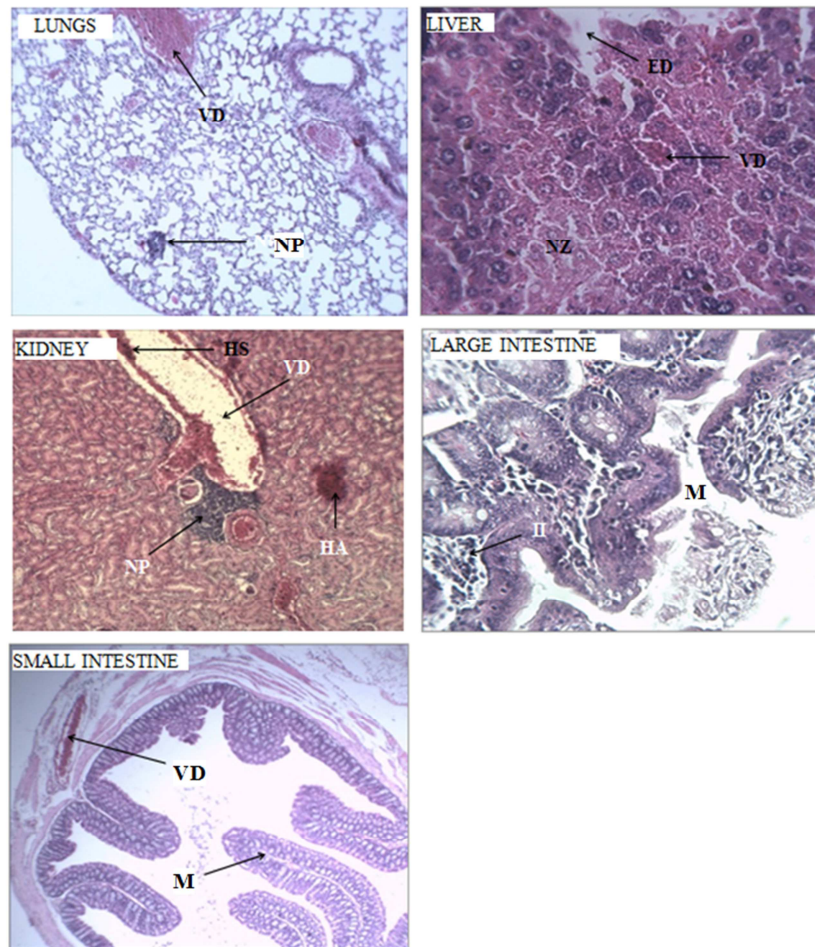 LUNGS
VD
NP
LIVER
ED
VD
NZ
KIDNEY
HS
VD
NP
HA
LARGE INTESTINE
M
II
SMALL INTESTINE
VD
M